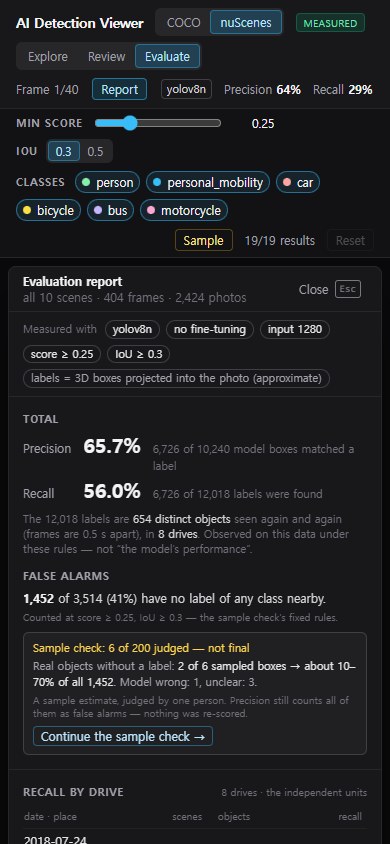 AI Detection Viewer COCO nuScenes MEASURED
Explore Review Evaluate
Frame 1/40 Report yolov8n Precision 64% Recall 29%
MIN SCORE 0.25
IOU 0.3 0.5
CLASSES person personal_mobility car
bicycle bus motorcycle
Sample 19/19 results Reset
Evaluation report
all 10 scenes · 404 frames · 2,424 photos
Close Esc
Measured with yolov8n no fine-tuning input 1280
score ≥ 0.25 IoU ≥ 0.3
labels = 3D boxes projected into the photo (approximate)
TOTAL
Precision 65.7% 6,726 of 10,240 model boxes matched a
label
Recall 56.0% 6,726 of 12,018 labels were found
The 12,018 labels are 654 distinct objects seen again and again
(frames are 0.5 s apart), in 8 drives. Observed on this data under
these rules — not "the model's performance".
FALSE ALARMS
1,452 of 3,514 (41%) have no label of any class nearby.
Counted at score ≥ 0.25, IoU ≥ 0.3 — the sample check's fixed rules.
Sample check: 6 of 200 judged — not final
Real objects without a label: 2 of 6 sampled boxes → about 10–
70% of all 1,452. Model wrong: 1, unclear: 3.
A sample estimate, judged by one person. Precision still counts all of
them as false alarms — nothing was re-scored.
Continue the sample check →
RECALL BY DRIVE 8 drives · the independent units
date · place scenes objects recall
2018-07-24